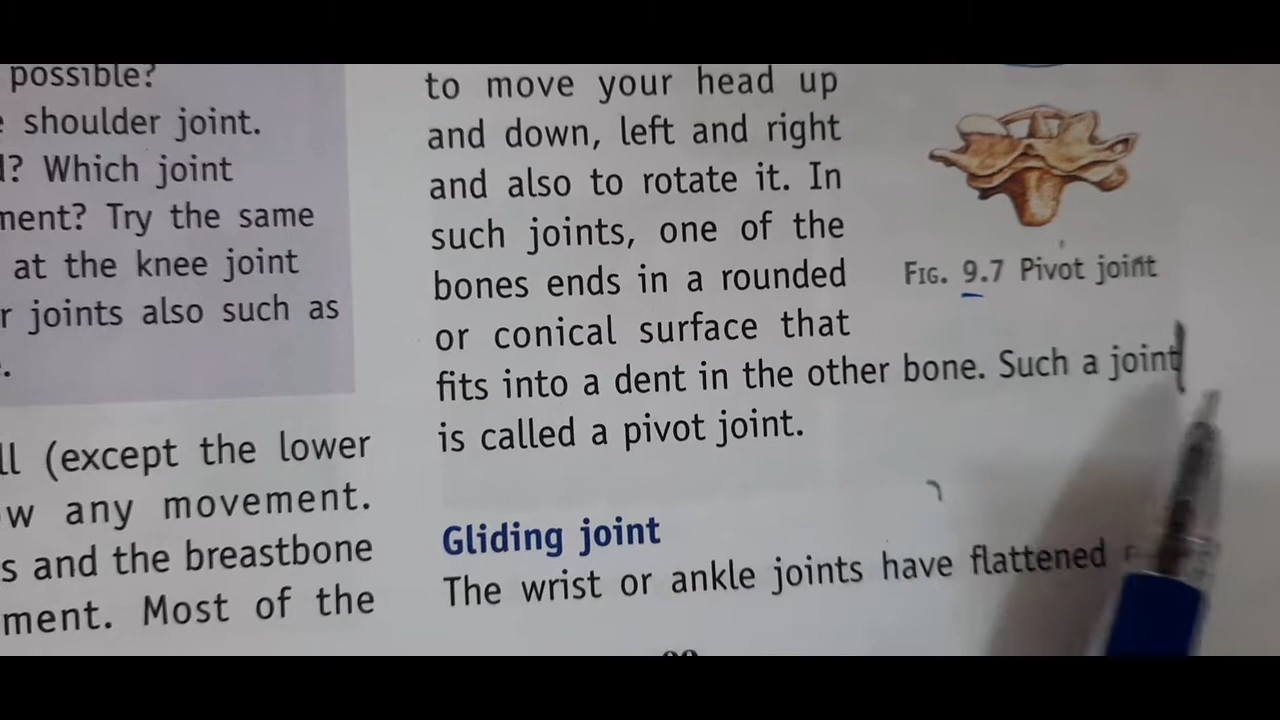 possible?
shoulder joint.
? Which joint
ment? Try the same
at the knee joint
r joints also such as
ll (except the lower
w any movement.
s and the breastbone
ment. Most of the
to move your head up
and down, left and right
and also to rotate it. In
such joints, one of the
bones ends in a rounded
or conical surface that
fits into a dent in the other bone. Such a joint
is called a pivot joint.
FIG. 9.7 Pivot joint
Gliding joint
The wrist or ankle joints have flattened